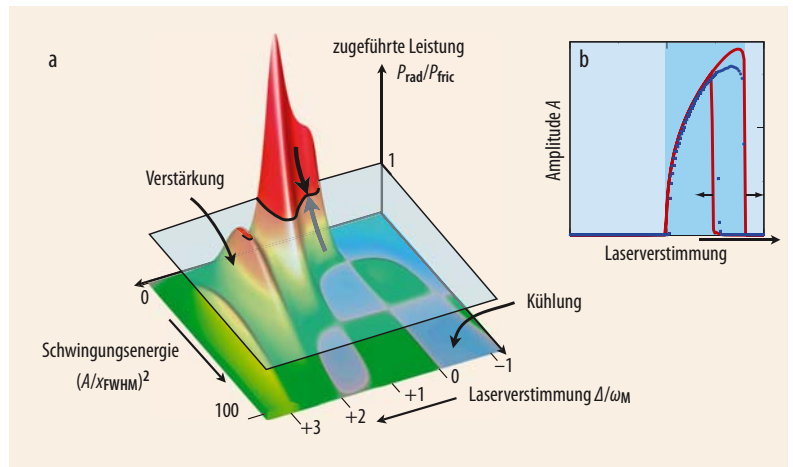 a
zugeführte Leistung
Prad/Pfric
1
Verstärkung
Kühlung
0
Schwingungsenergie
(A/xFWHM)²
100
+3
+2
+1
0
−1
Laserverstimmung Δ/ωM
b
Amplitude A
Laserverstimmung